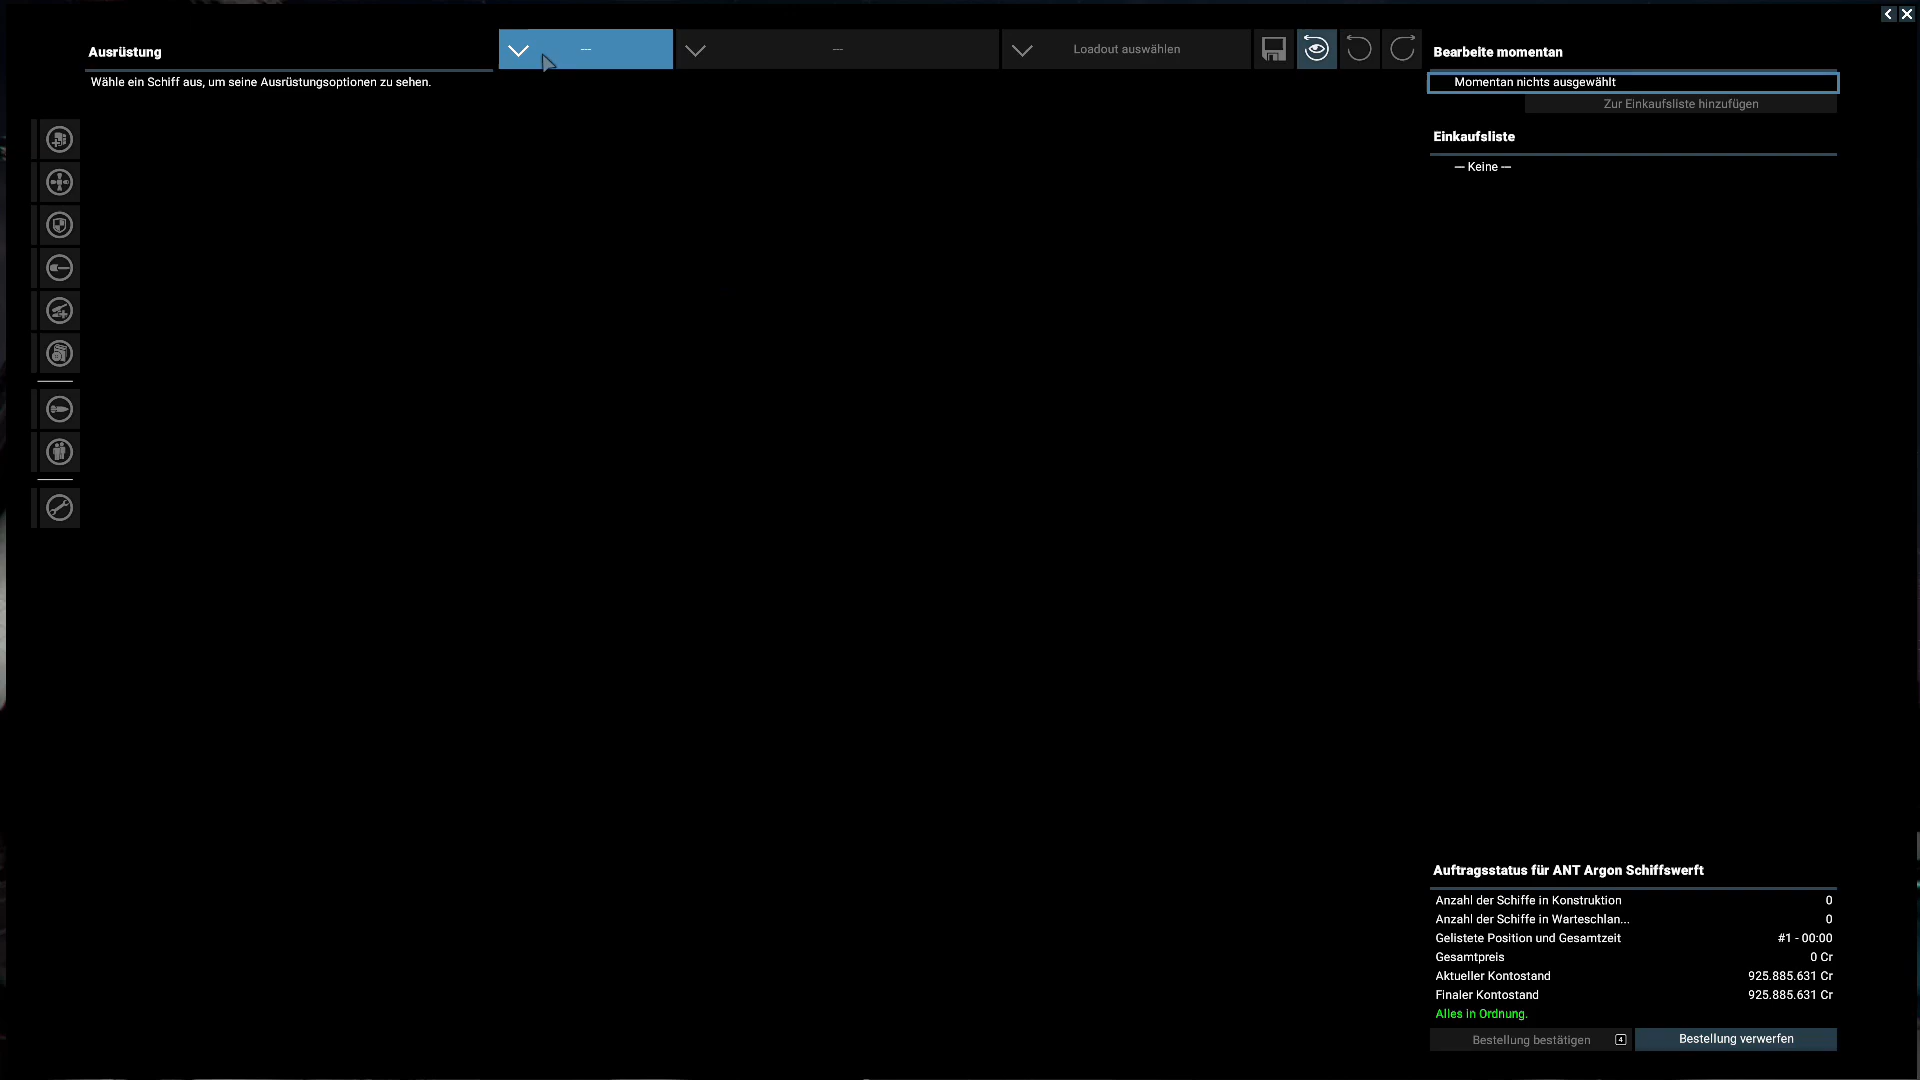 Ausrüstung
Wähle ein Schiff aus, um seine Ausrüstungsoptionen zu sehen.
---
---
Loadout auswählen
Bearbeite momentan
Momentan nichts ausgewählt
Zur Einkaufsliste hinzufügen
Einkaufsliste
--- Keine ---
Auftragsstatus für ANT Argon Schiffswerft
Anzahl der Schiffe in Konstruktion 0
Anzahl der Schiffe in Warteschlan... 0
Gelistete Position und Gesamtzeit #1 - 00:00
Gesamtpreis 0 Cr
Aktueller Kontostand 925.885.631 Cr
Finaler Kontostand 925.885.631 Cr
Alles in Ordnung.
Bestellung bestätigen 4
Bestellung verwerfen